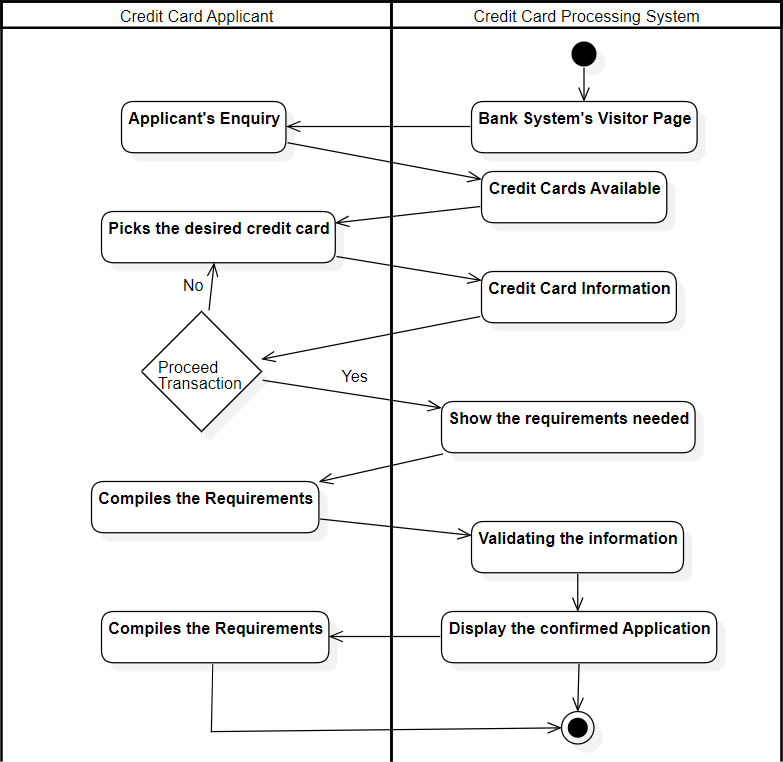 Credit Card Applicant
Credit Card Processing System
Applicant's Enquiry
Bank System's Visitor Page
Credit Cards Available
Picks the desired credit card
No
Credit Card Information
Proceed
Transaction
Yes
Show the requirements needed
Compiles the Requirements
Validating the information
Compiles the Requirements
Display the confirmed Application